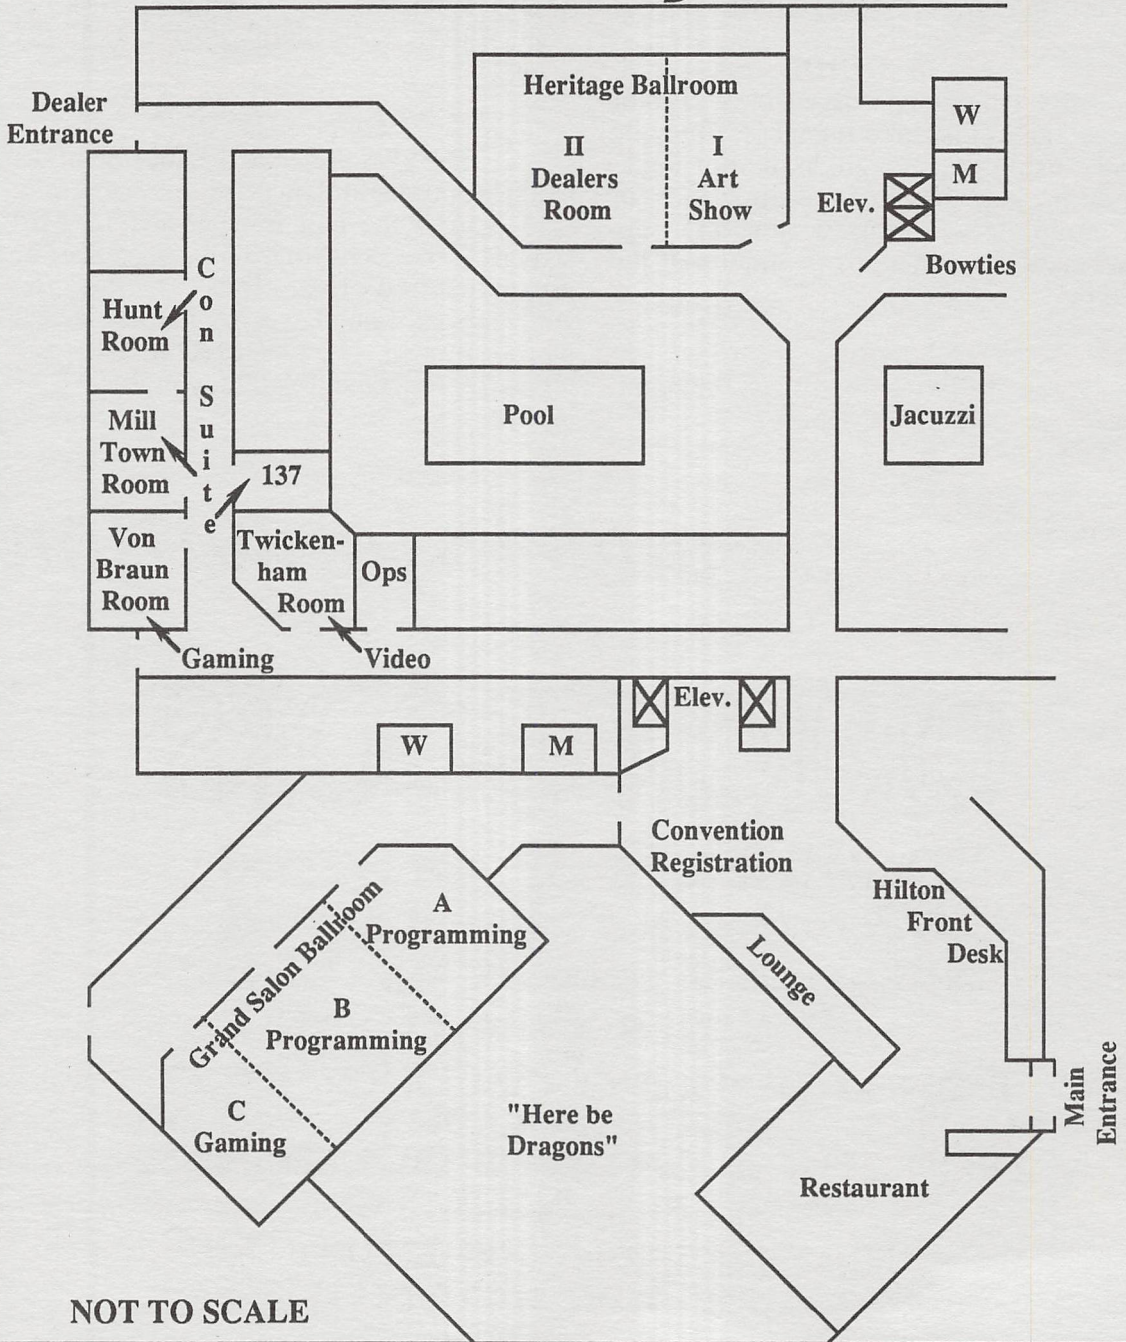 Heritage Ballroom
Dealer
Entrance
II
Dealers
Room
I
Art
Show
W
M
Elev.
Bowties
Con Suite
Hunt
Room
Mill
Town
Room
137
Pool
Jacuzzi
Von
Braun
Room
Twicken-
ham
Room
Ops
Gaming
Video
Elev.
W
M
Convention
Registration
Hilton
Front
Desk
Lounge
Grand Salon Ballroom
A
Programming
B
Programming
C
Gaming
"Here be
Dragons"
Main
Entrance
Restaurant
NOT TO SCALE